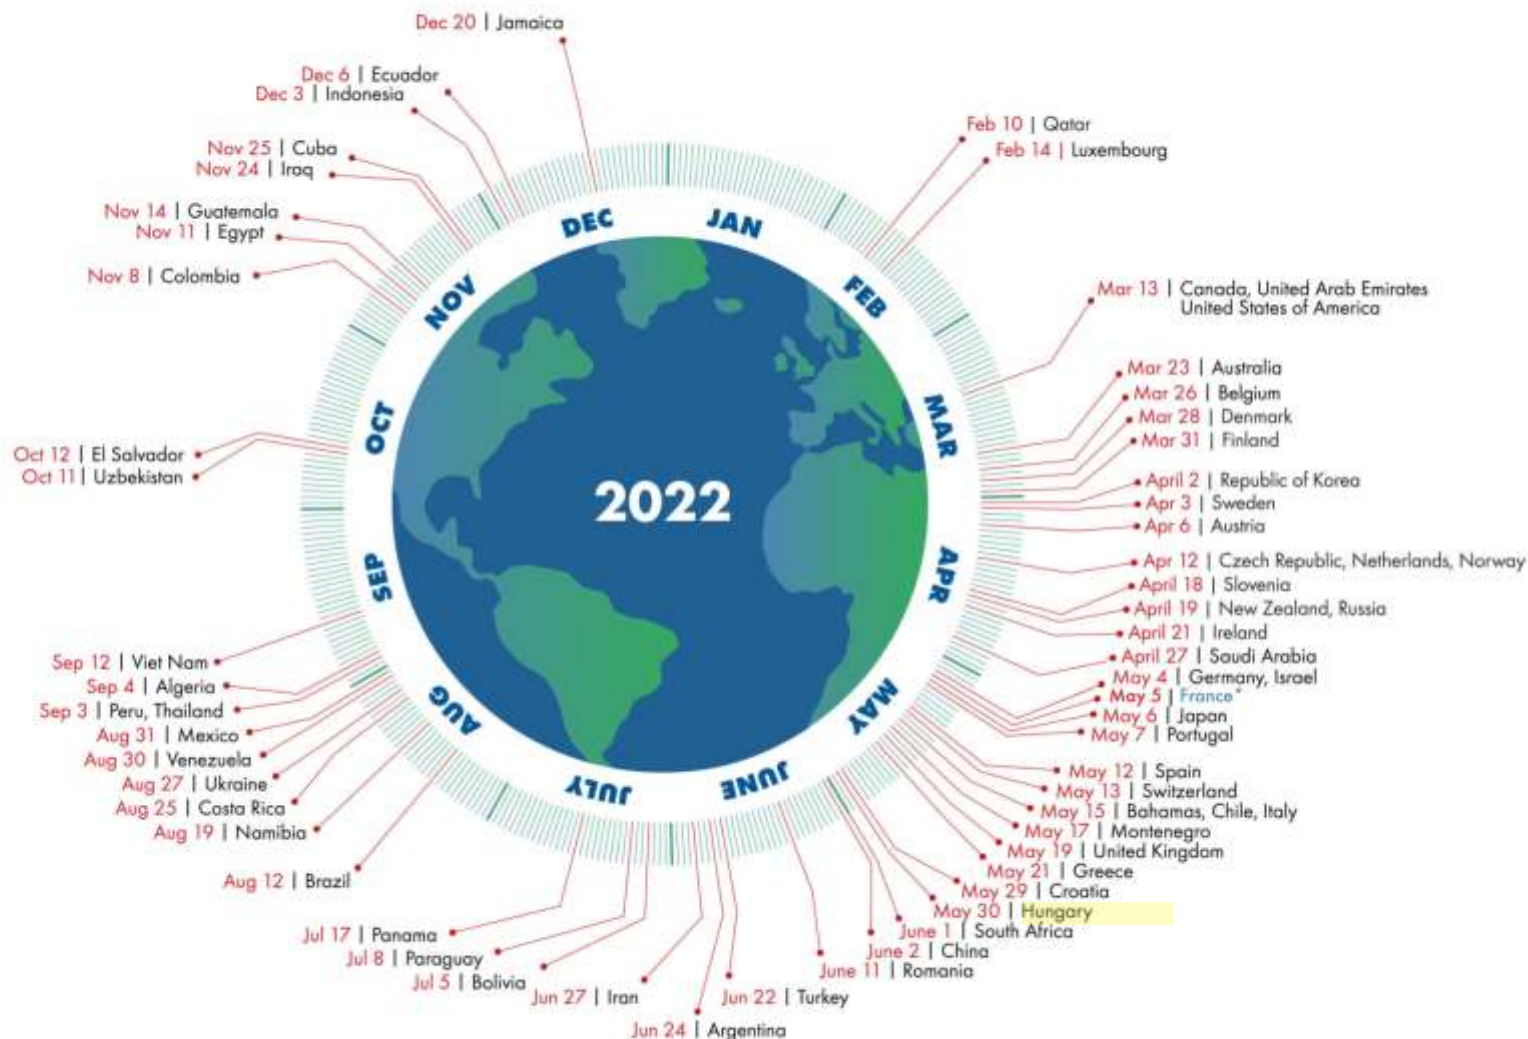 Dec 20 | Jamaica
Dec 6 | Ecuador
Dec 3 | Indonesia
Nov 25 | Cuba
Nov 24 | Iraq
Nov 14 | Guatemala
Nov 11 | Egypt
Nov 8 | Colombia
Oct 12 | El Salvador
Oct 11 | Uzbekistan
Sep 12 | Viet Nam
Sep 4 | Algeria
Sep 3 | Peru, Thailand
Aug 31 | Mexico
Aug 30 | Venezuela
Aug 27 | Ukraine
Aug 25 | Costa Rica
Aug 19 | Namibia
Aug 12 | Brazil
Jul 17 | Panama
Jul 8 | Paraguay
Jul 5 | Bolivia
Jun 27 | Iran
Jun 24 | Argentina
Jun 22 | Turkey
Feb 10 | Qatar
Feb 14 | Luxembourg
Mar 13 | Canada, United Arab Emirates
United States of America
Mar 23 | Australia
Mar 26 | Belgium
Mar 28 | Denmark
Mar 31 | Finland
April 2 | Republic of Korea
Apr 3 | Sweden
Apr 6 | Austria
Apr 12 | Czech Republic, Netherlands, Norway
April 18 | Slovenia
April 19 | New Zealand, Russia
April 21 | Ireland
April 27 | Saudi Arabia
May 4 | Germany, Israel
May 5 | France*
May 6 | Japan
May 7 | Portugal
May 12 | Spain
May 13 | Switzerland
May 15 | Bahamas, Chile, Italy
May 17 | Montenegro
May 19 | United Kingdom
May 21 | Greece
May 29 | Croatia
May 30 | Hungary
June 1 | South Africa
June 2 | China
June 11 | Romania
JAN
FEB
MAR
APR
MAY
JUNE
JULY
AUG
SEP
OCT
NOV
DEC
2022